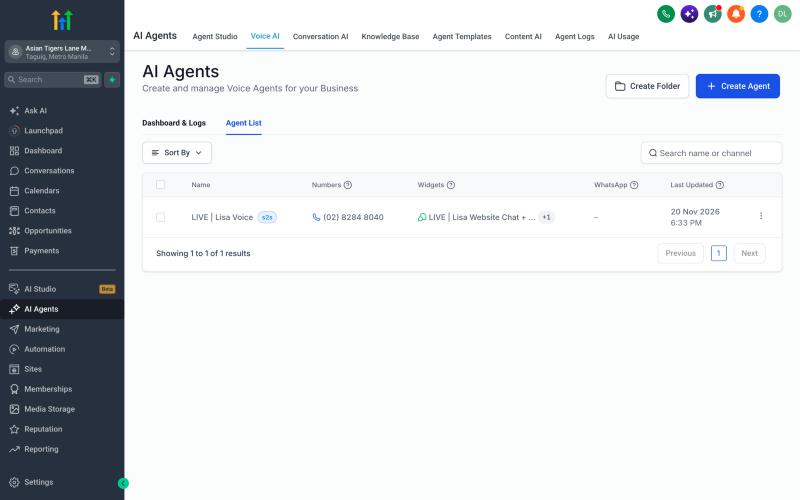 Asian Tigers Lane M...
Taguig, Metro Manila
Search
⌘K
Ask AI
Launchpad
Dashboard
Conversations
Calendars
Contacts
Opportunities
Payments
AI Studio
Beta
AI Agents
Marketing
Automation
Sites
Memberships
Media Storage
Reputation
Reporting
Settings
AI Agents
Agent Studio
Voice AI
Conversation AI
Knowledge Base
Agent Templates
Content AI
Agent Logs
AI Usage
DL
AI Agents
Create and manage Voice Agents for your Business
Create Folder
+ Create Agent
Dashboard & Logs
Agent List
Sort By
Search name or channel
Name
Numbers
Widgets
WhatsApp
Last Updated
LIVE | Lisa Voice
s2s
(02) 8284 8040
LIVE | Lisa Website Chat + ...
+1
–
20 Nov 2026
6:33 PM
Showing 1 to 1 of 1 results
Previous
1
Next